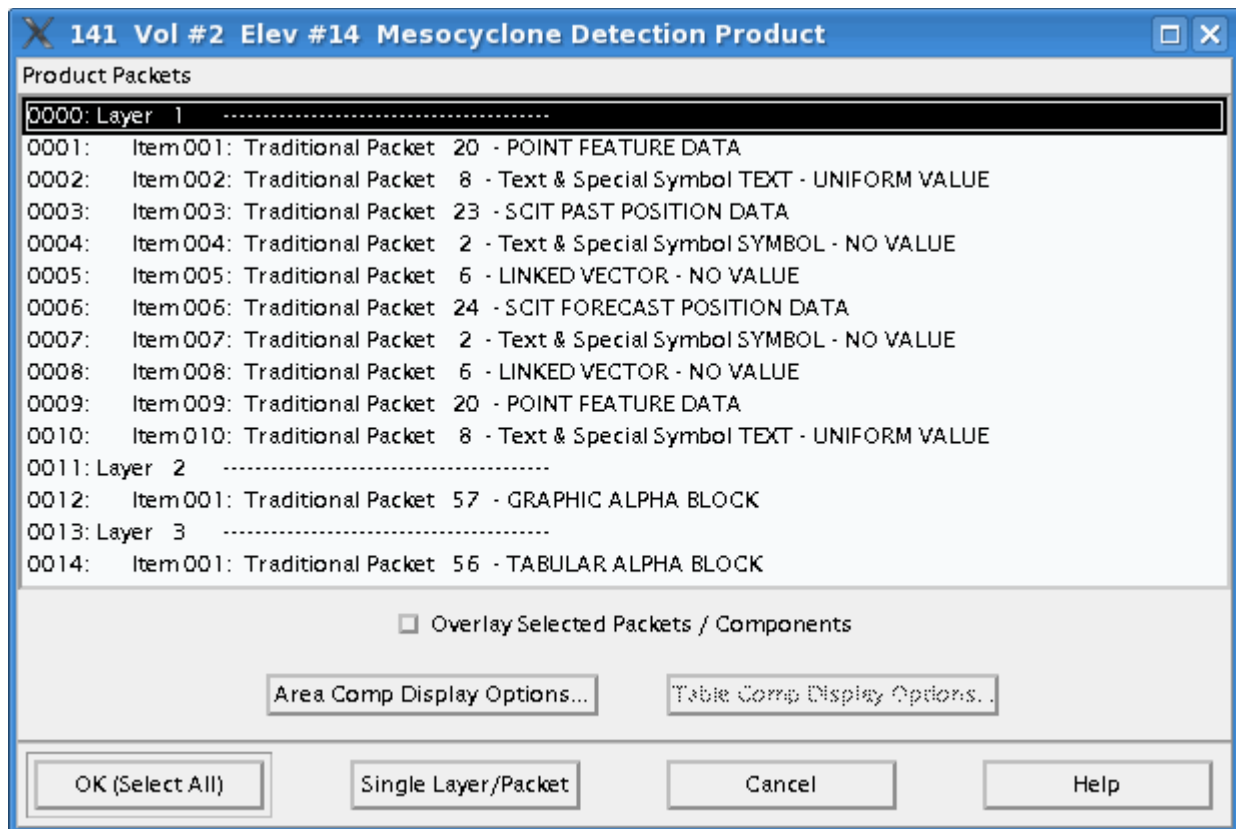 141 Vol #2 Elev #14 Mesocyclone Detection Product
Product Packets
0000: Layer 1 ------------------------------------------
0001: Item 001: Traditional Packet 20 - POINT FEATURE DATA
0002: Item 002: Traditional Packet 8 - Text & Special Symbol TEXT - UNIFORM VALUE
0003: Item 003: Traditional Packet 23 - SCIT PAST POSITION DATA
0004: Item 004: Traditional Packet 2 - Text & Special Symbol SYMBOL - NO VALUE
0005: Item 005: Traditional Packet 6 - LINKED VECTOR - NO VALUE
0006: Item 006: Traditional Packet 24 - SCIT FORECAST POSITION DATA
0007: Item 007: Traditional Packet 2 - Text & Special Symbol SYMBOL - NO VALUE
0008: Item 008: Traditional Packet 6 - LINKED VECTOR - NO VALUE
0009: Item 009: Traditional Packet 20 - POINT FEATURE DATA
0010: Item 010: Traditional Packet 8 - Text & Special Symbol TEXT - UNIFORM VALUE
0011: Layer 2 ------------------------------------------
0012: Item 001: Traditional Packet 57 - GRAPHIC ALPHA BLOCK
0013: Layer 3 ------------------------------------------
0014: Item 001: Traditional Packet 56 - TABULAR ALPHA BLOCK
Overlay Selected Packets / Components
Area Comp Display Options... Table Comp Display Options. .
OK (Select All) Single Layer/Packet Cancel Help